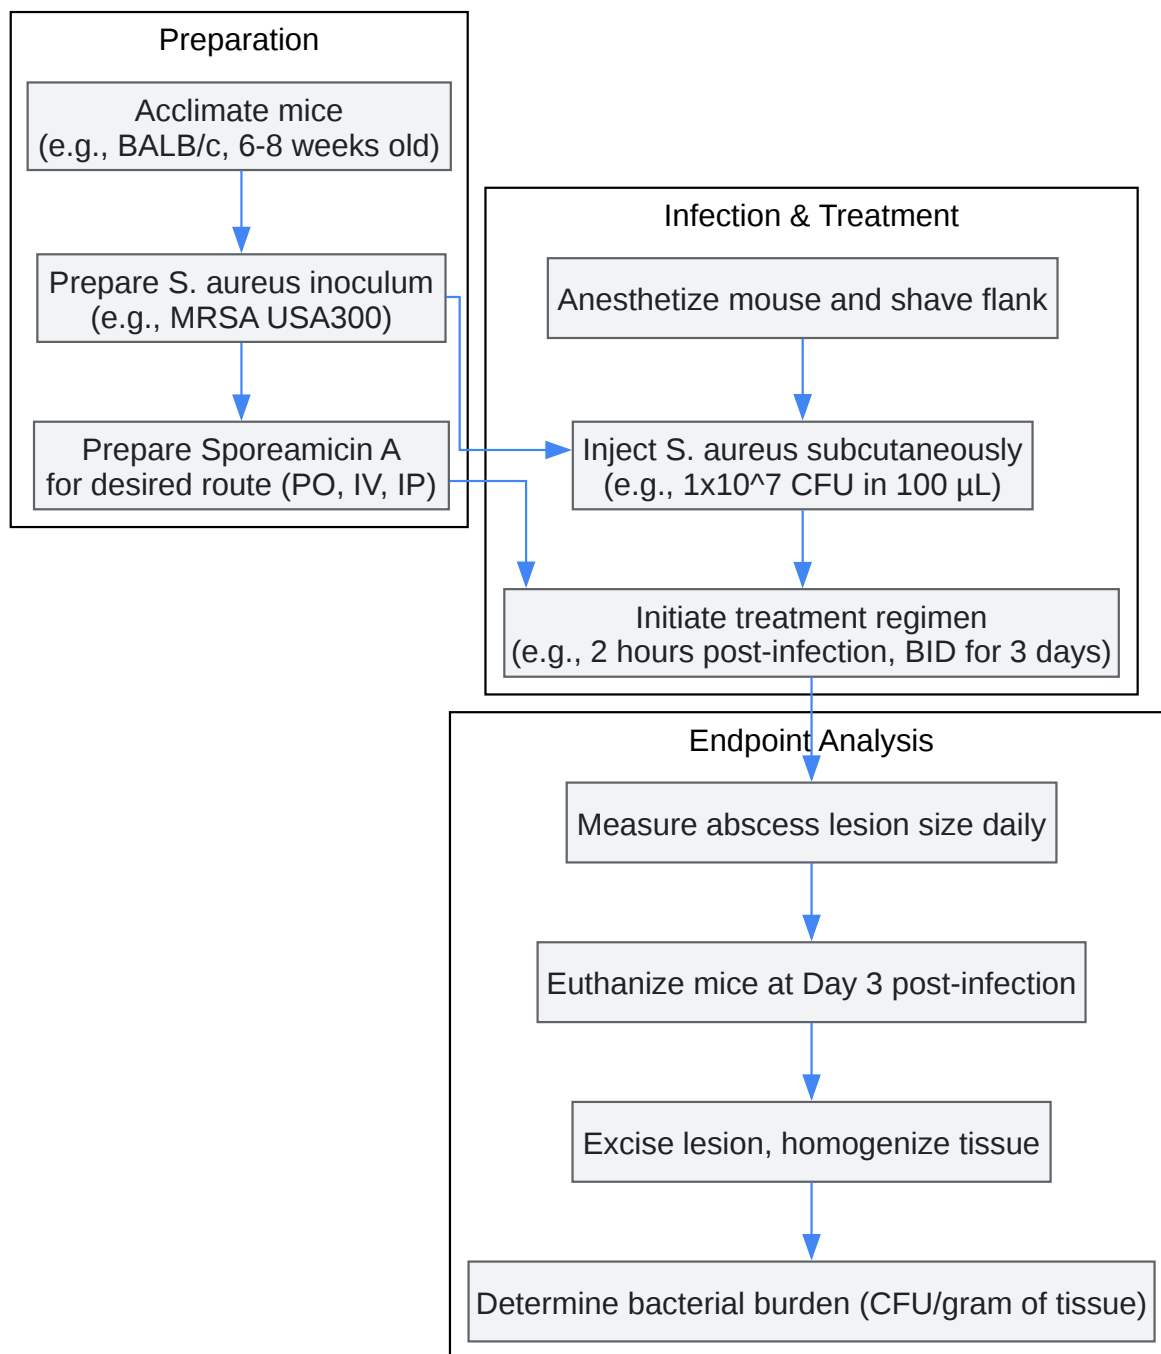 Preparation
Acclimate mice
(e.g., BALB/c, 6-8 weeks old)
Prepare S. aureus inoculum
(e.g., MRSA USA300)
Prepare Sporeamicin A
for desired route (PO, IV, IP)
Infection & Treatment
Anesthetize mouse and shave flank
Inject S. aureus subcutaneously
(e.g., 1x10^7 CFU in 100 µL)
Initiate treatment regimen
(e.g., 2 hours post-infection, BID for 3 days)
Endpoint Analysis
Measure abscess lesion size daily
Euthanize mice at Day 3 post-infection
Excise lesion, homogenize tissue
Determine bacterial burden (CFU/gram of tissue)